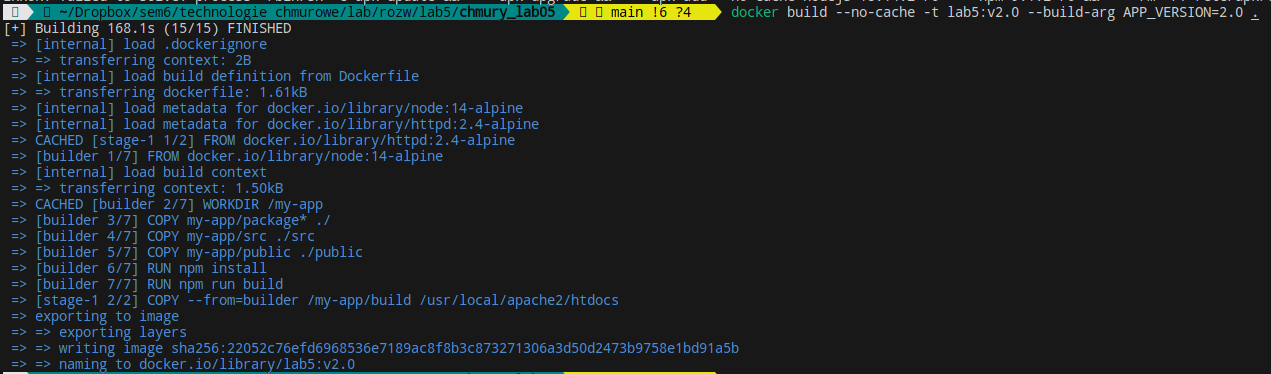 ~/Dropbox/sem6/technologie chmurowe/lab/rozw/lab5/chmury_lab05 main !6 ?4 docker build --no-cache -t lab5:v2.0 --build-arg APP_VERSION=2.0 .
[+] Building 168.1s (15/15) FINISHED
=> [internal] load .dockerignore
=> => transferring context: 2B
=> [internal] load build definition from Dockerfile
=> => transferring dockerfile: 1.61kB
=> [internal] load metadata for docker.io/library/node:14-alpine
=> [internal] load metadata for docker.io/library/httpd:2.4-alpine
=> CACHED [stage-1 1/2] FROM docker.io/library/httpd:2.4-alpine
=> [builder 1/7] FROM docker.io/library/node:14-alpine
=> [internal] load build context
=> => transferring context: 1.50kB
=> CACHED [builder 2/7] WORKDIR /my-app
=> [builder 3/7] COPY my-app/package* ./
=> [builder 4/7] COPY my-app/src ./src
=> [builder 5/7] COPY my-app/public ./public
=> [builder 6/7] RUN npm install
=> [builder 7/7] RUN npm run build
=> [stage-1 2/2] COPY --from=builder /my-app/build /usr/local/apache2/htdocs
=> exporting to image
=> => exporting layers
=> => writing image sha256:22052c76efd6968536e7189ac8f8b3c873271306a3d50d2473b9758e1bd91a5b
=> => naming to docker.io/library/lab5:v2.0